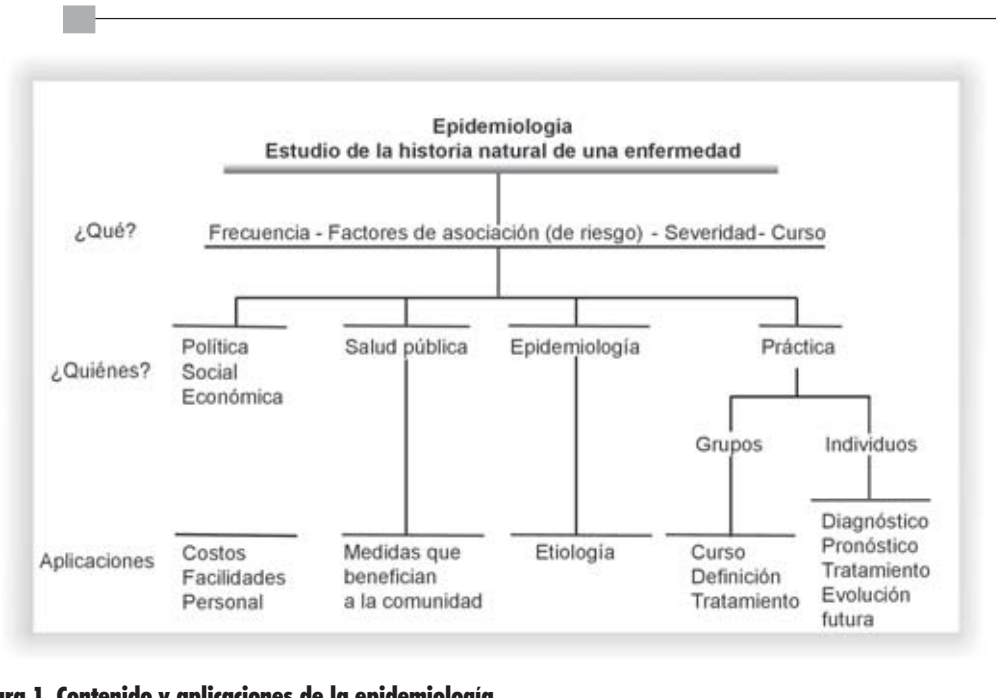 Epidemiología
Estudio de la historia natural de una enfermedad
¿Qué?
Frecuencia - Factores de asociación (de riesgo) - Severidad- Curso
¿Quiénes?
Política
Social
Económica
Salud pública
Epidemiología
Práctica
Grupos
Individuos
Aplicaciones
Costos
Facilidades
Personal
Medidas que
benefician
a la comunidad
Etiología
Curso
Definición
Tratamiento
Diagnóstico
Pronóstico
Tratamiento
Evolución
futura
1. Contenido y aplicaciones de la epidemiología